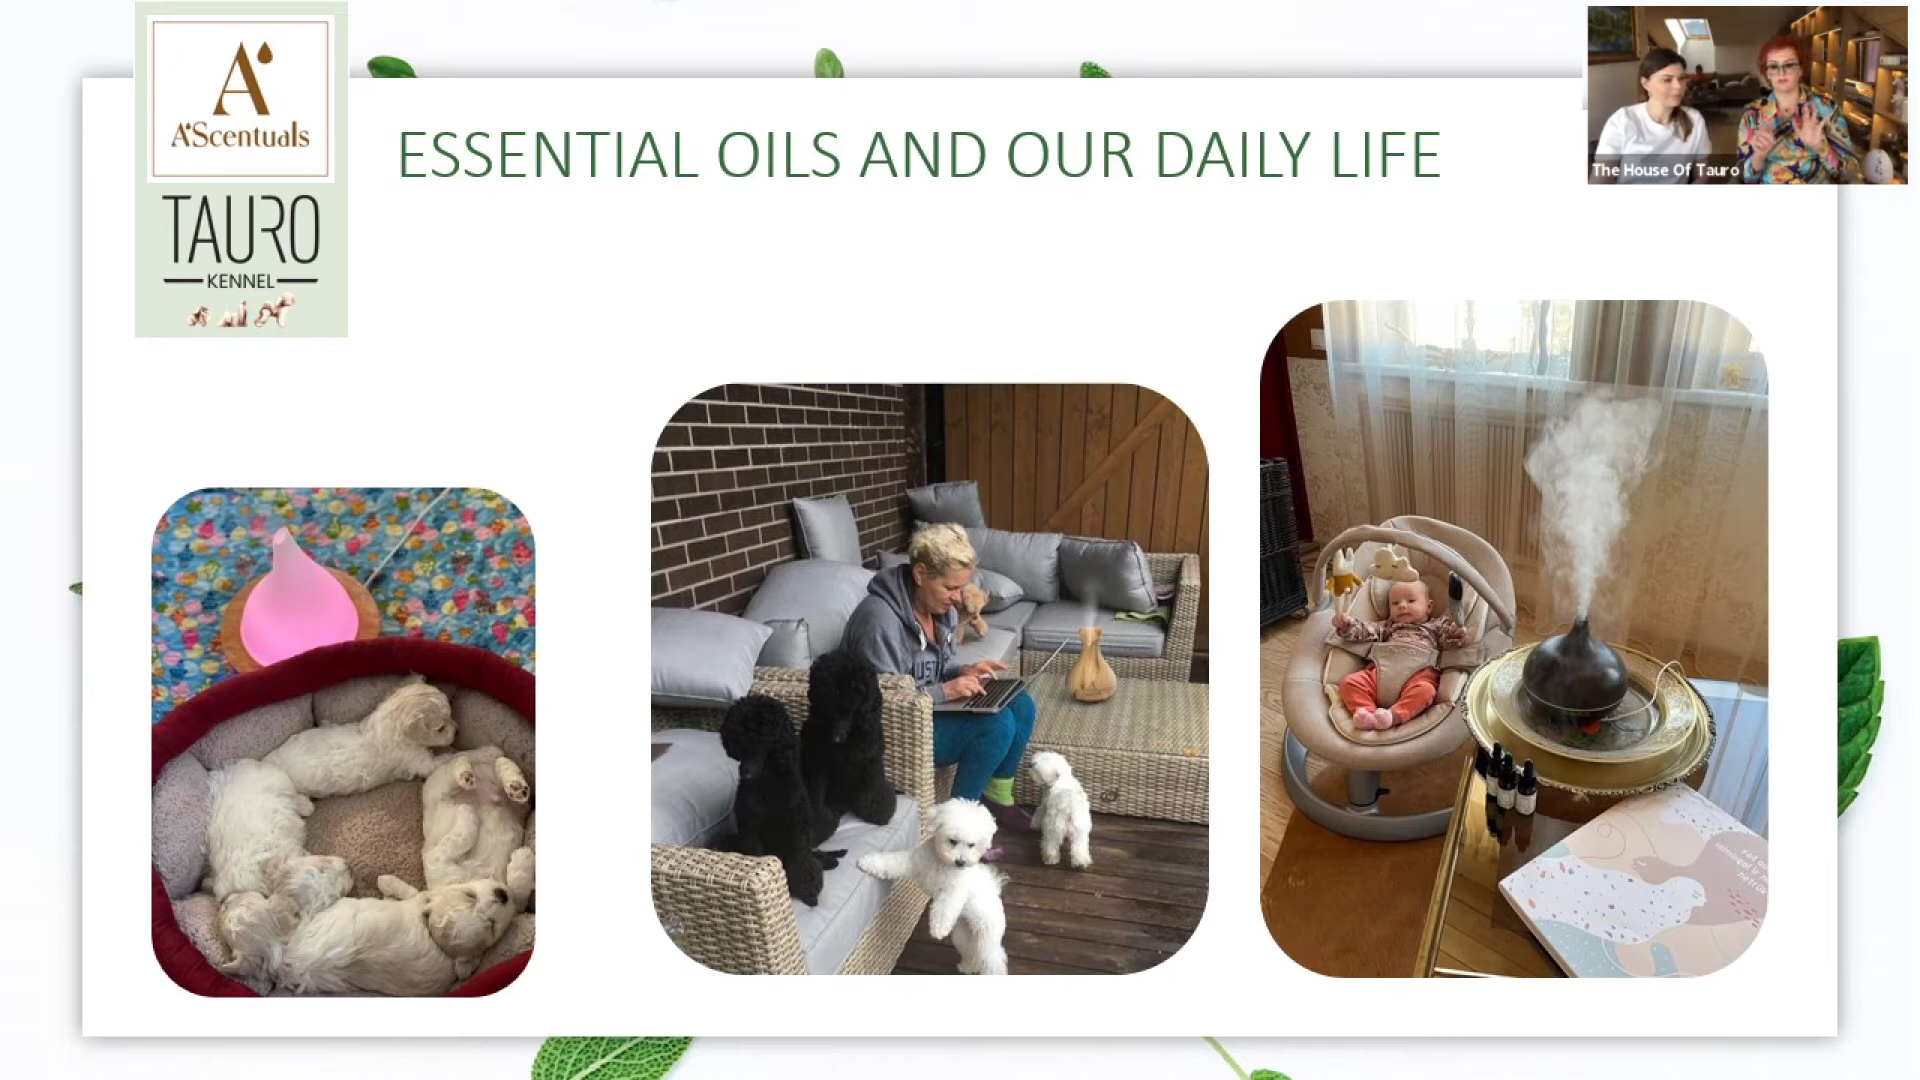 A
A'Scentuals
TAURO
KENNEL
ESSENTIAL OILS AND OUR DAILY LIFE
The House Of Tauro